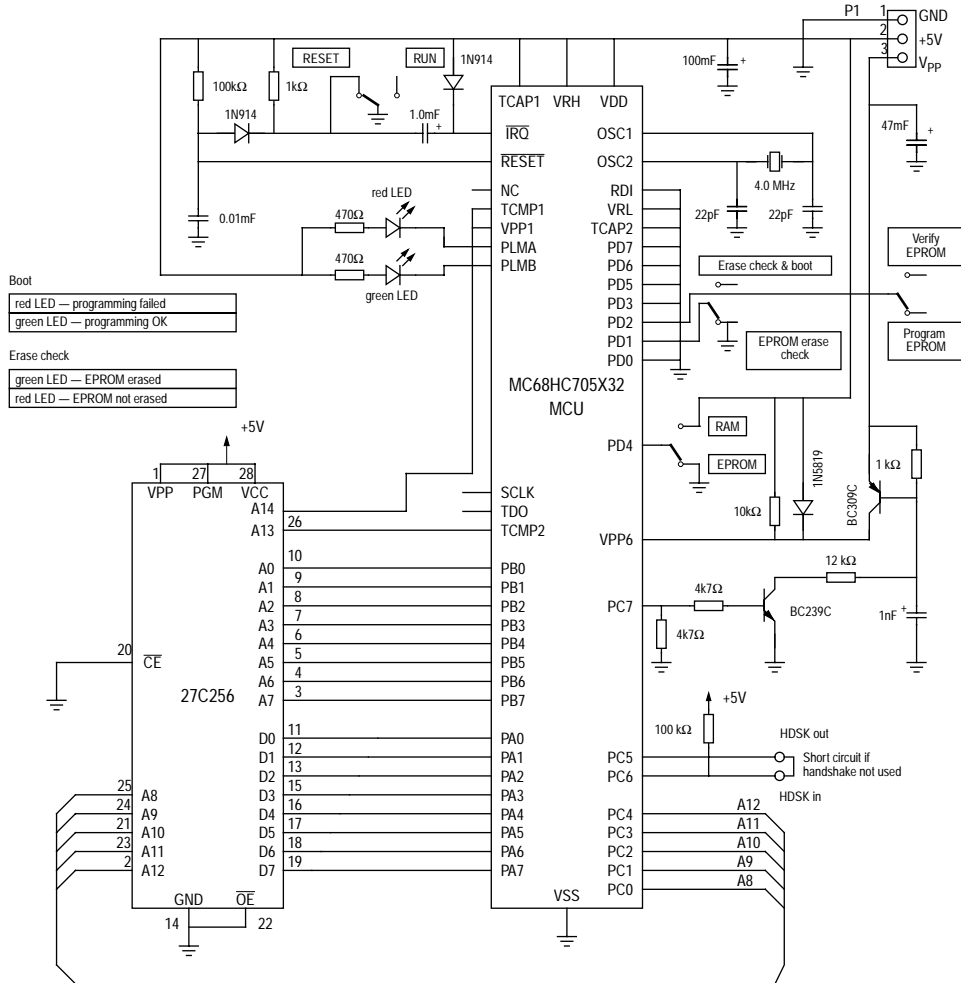 P1
1
GND
2
+5V
3
VPP
RESET
RUN
1N914
100mF
+
100kΩ
1kΩ
1N914
1.0mF
+
TCAP1
VRH
VDD
IRQ
OSC1
47mF
+
RESET
OSC2
4.0 MHz
NC
RDI
TCMP1
VRL
22pF
22pF
VPP1
TCAP2
PLMA
PD7
PLMB
PD6
PD5
PD3
PD2
PD1
PD0
0.01mF
red LED
470Ω
470Ω
green LED
Erase check & boot
Verify
EPROM
Program
EPROM
EPROM erase
check
Boot
red LED — programming failed
green LED — programming OK
Erase check
green LED — EPROM erased
red LED — EPROM not erased
MC68HC705X32
MCU
RAM
PD4
EPROM
1N5819
10kΩ
BC309C
1 kΩ
+5V
1
27
28
VPP
PGM
VCC
A14
SCLK
TDO
A13
26
TCMP2
VPP6
12 kΩ
4k7Ω
PC7
BC239C
4k7Ω
1nF
+
A0
10
PB0
A1
9
PB1
A2
8
PB2
A3
7
PB3
A4
6
PB4
A5
5
PB5
A6
4
PB6
A7
3
PB7
20
CE
27C256
+5V
100 kΩ
HDSK out
PC5
Short circuit if
handshake not used
PC6
HDSK in
D0
11
PA0
D1
12
PA1
D2
13
PA2
D3
15
PA3
D4
16
PA4
D5
17
PA5
D6
18
PA6
D7
19
PA7
25
A8
24
A9
21
A10
23
A11
2
A12
PC4
A12
PC3
A11
PC2
A10
PC1
A9
PC0
A8
GND
OE
14
22
VSS